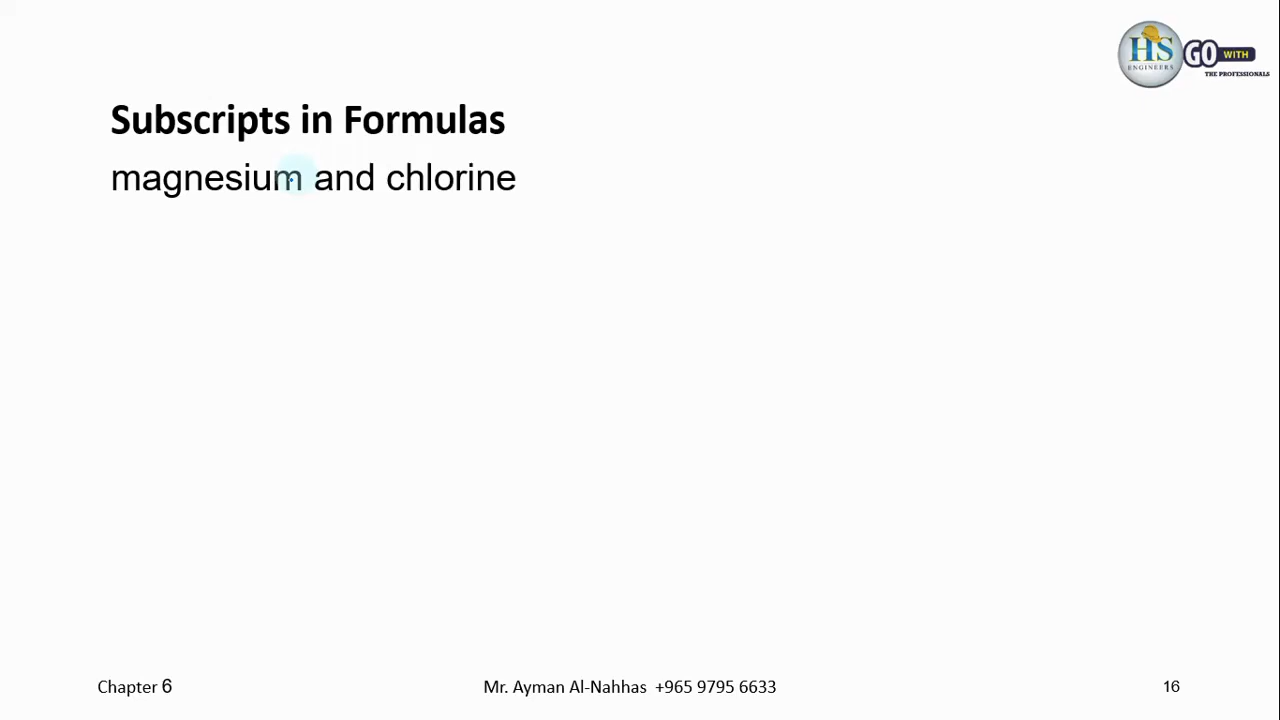 HS
ENGINEERS
GO WITH
THE PROFESSIONALS
Subscripts in Formulas
magnesium and chlorine
Chapter 6
Mr. Ayman Al-Nahhas +965 9795 6633
16